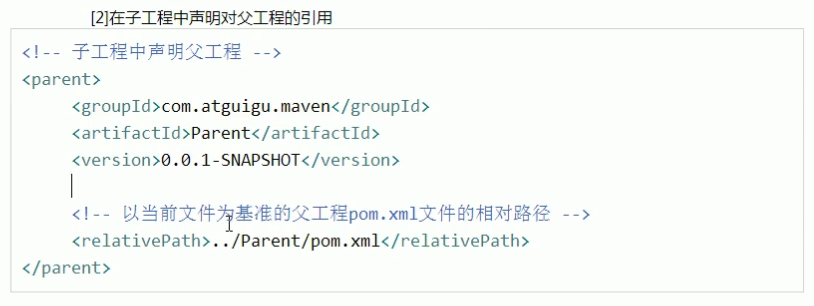 [2]在子工程中声明对父工程的引用
<!-- 子工程中声明父工程 -->
<parent>
<groupId>com.atguigu.maven</groupId>
<artifactId>Parent</artifactId>
<version>0.0.1-SNAPSHOT</version>
<!-- 以当前文件为基准的父工程pom.xml文件的相对路径 -->
<relativePath>../Parent/pom.xml</relativePath>
</parent>